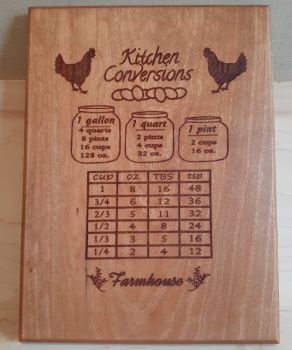 Kitchen
Conversions
1 gallon
4 quarts
8 pints
16 cups
128 oz.
1 quart
2 pints
4 cups
32 oz.
1 pint
2 cups
16 oz.
cup oz TBS tsp
1 8 16 48
3/4 6 12 36
2/3 5 11 32
1/2 4 8 24
1/3 3 5 16
1/4 2 4 12
Farmhouse